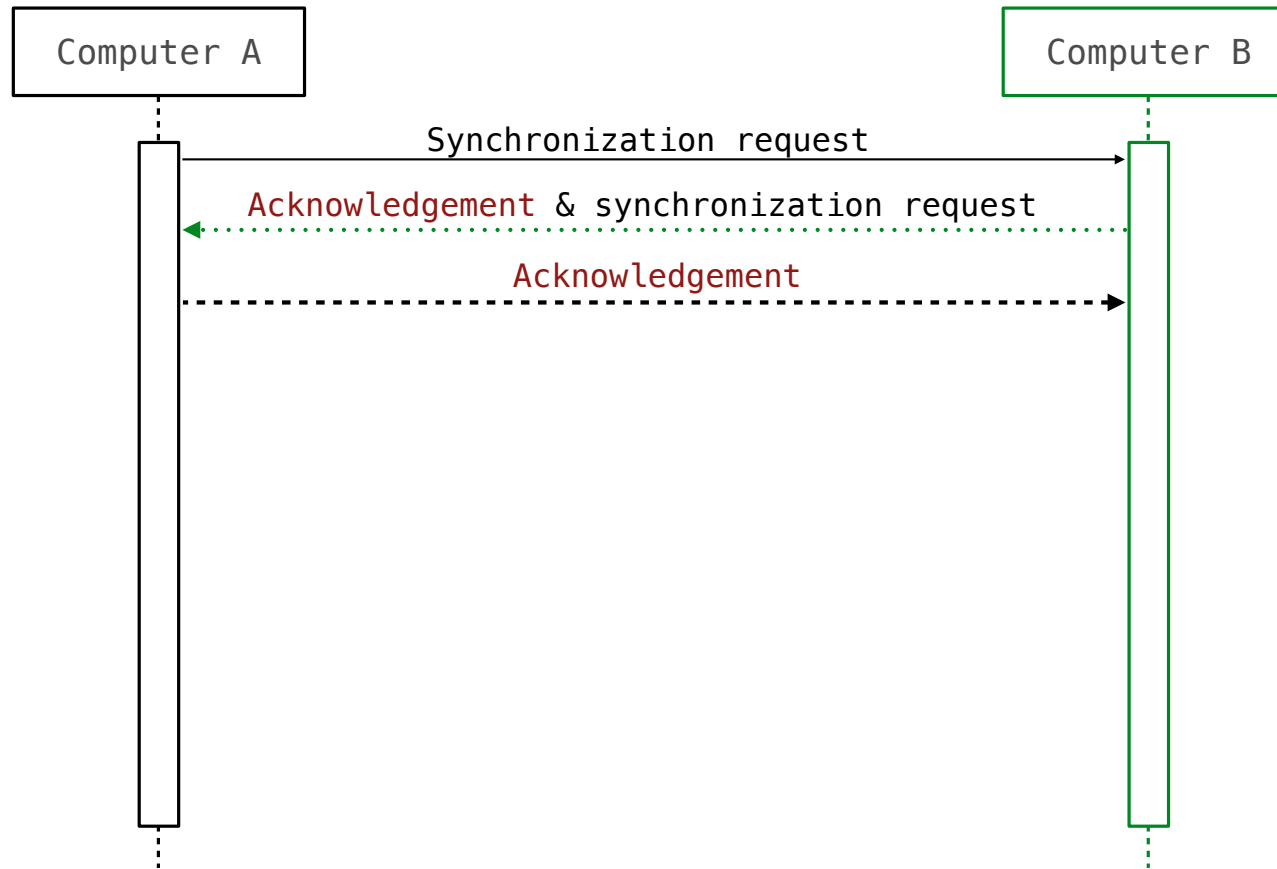 Computer A
Computer B
Synchronization request
Acknowledgement & synchronization request
Acknowledgement